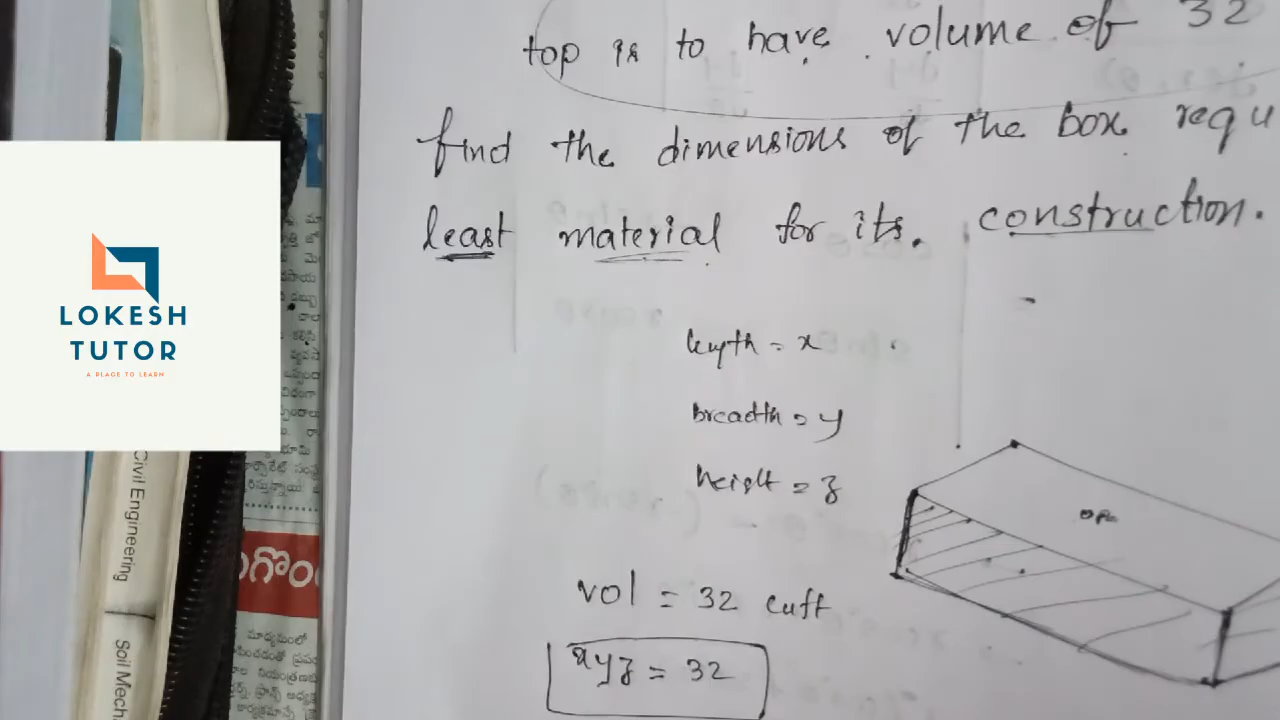 top is to have volume of 32
find the dimensions of the box requ
least material for its. construction.
length = x
breadth = y
height = z
open
vol = 32 cuft
xyz = 32
LOKESH
TUTOR
A PLACE TO LEARN
Civil Engineering
Soil Mech